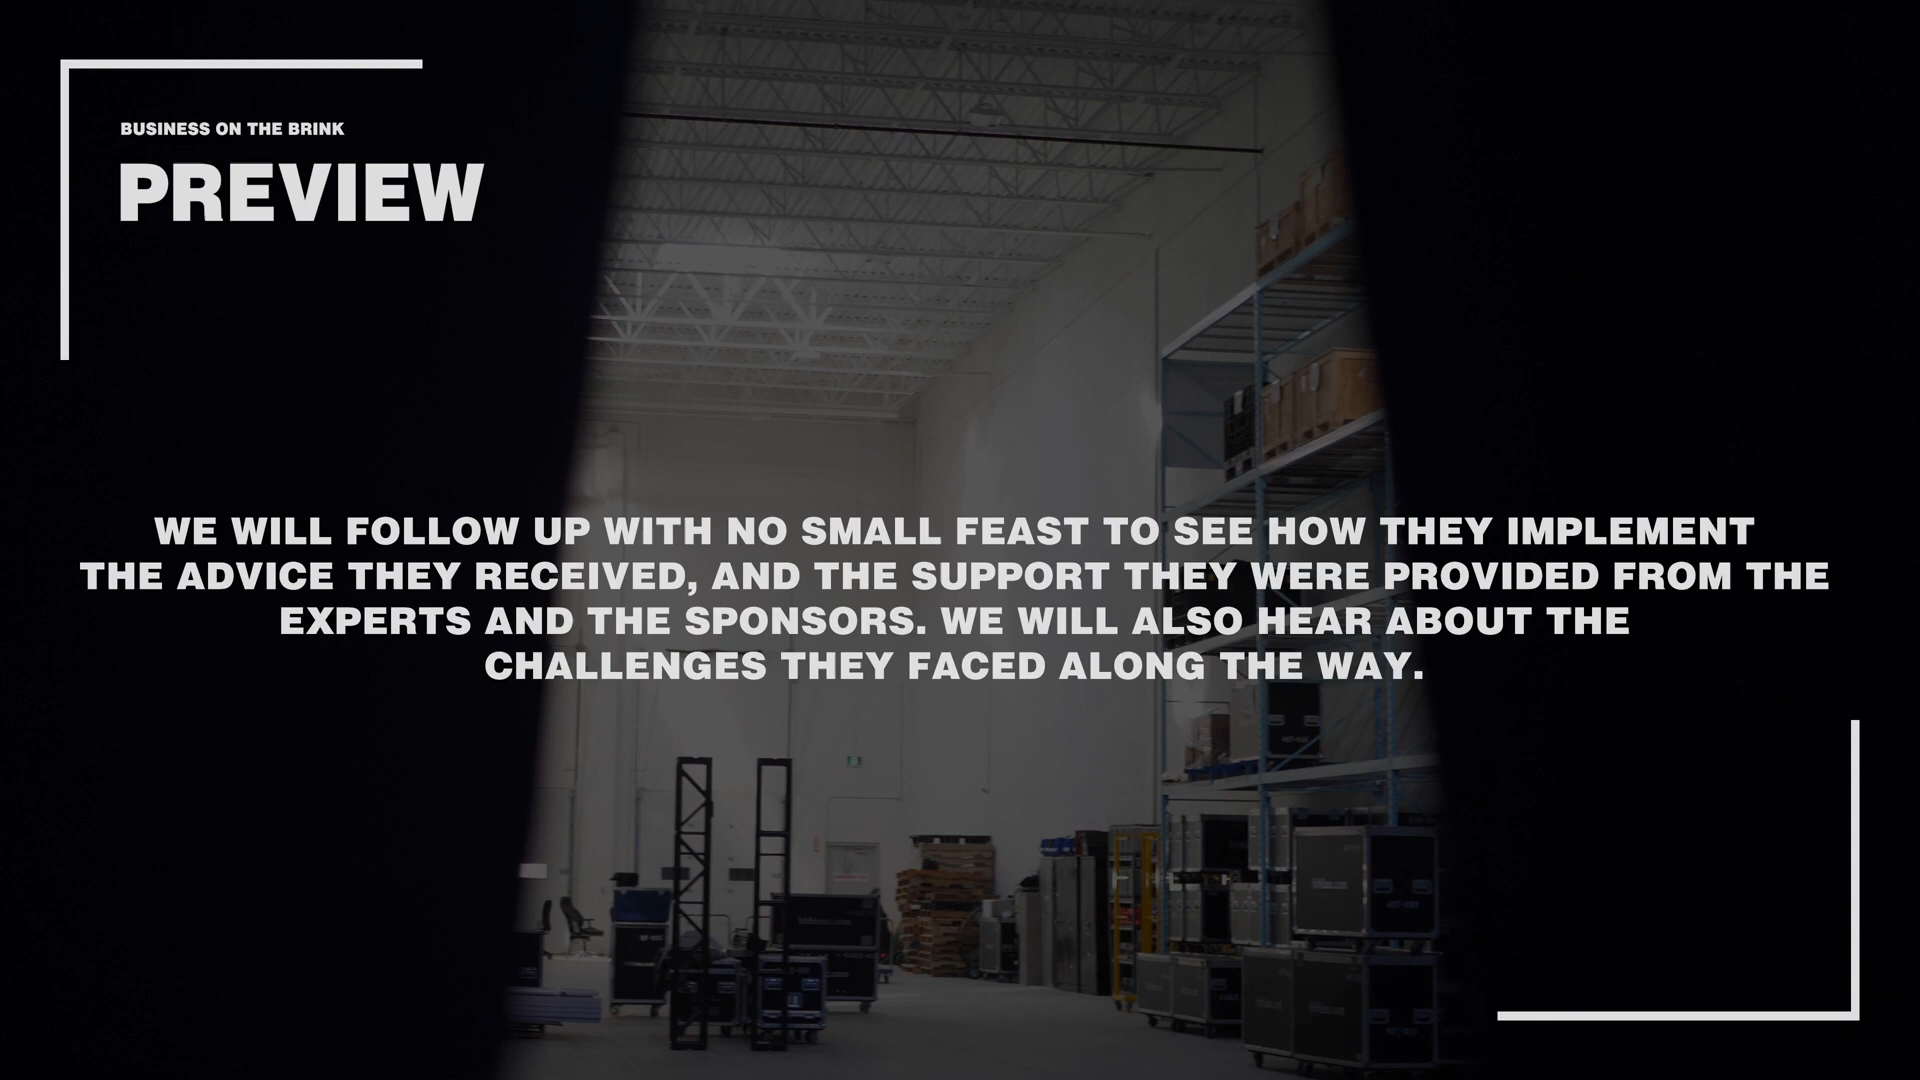 BUSINESS ON THE BRINK
PREVIEW
WE WILL FOLLOW UP WITH NO SMALL FEAST TO SEE HOW THEY IMPLEMENT
THE ADVICE THEY RECEIVED, AND THE SUPPORT THEY WERE PROVIDED FROM THE
EXPERTS AND THE SPONSORS. WE WILL ALSO HEAR ABOUT THE
CHALLENGES THEY FACED ALONG THE WAY.